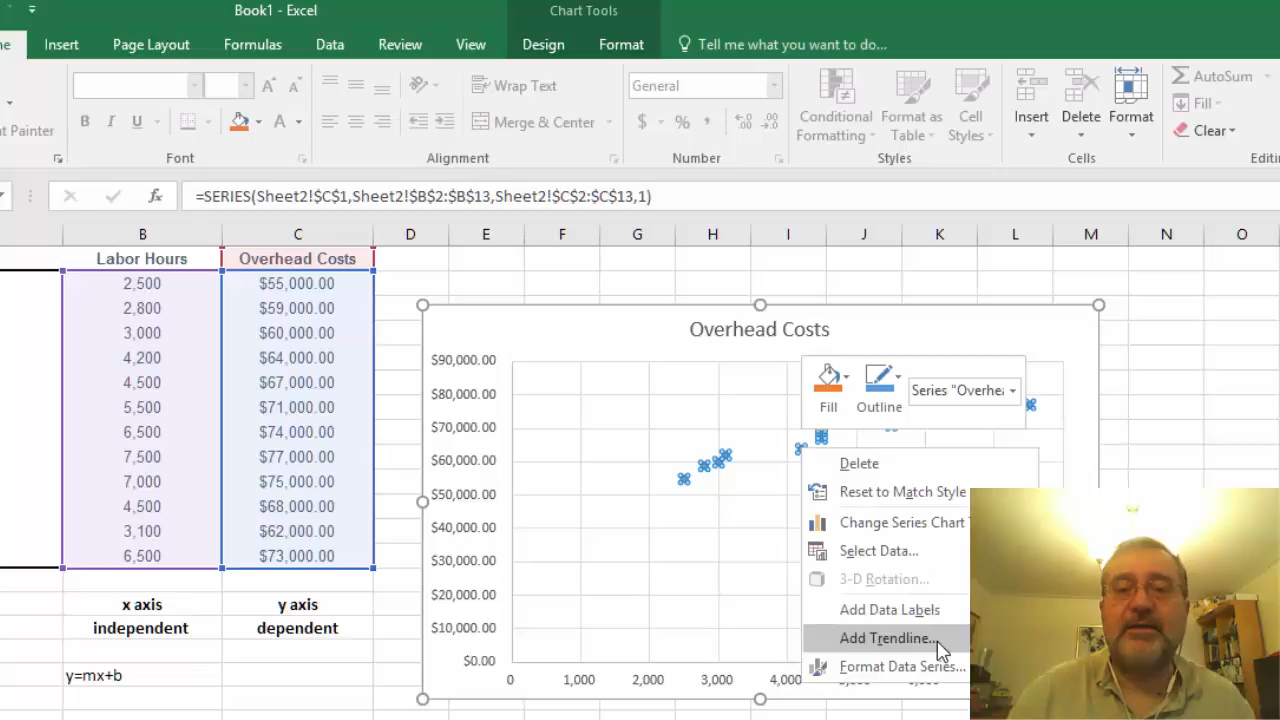 Book1 - Excel
Chart Tools
ne Insert Page Layout Formulas Data Review View Design Format Tell me what you want to do...
Wrap Text
General
AutoSum
Painter
B I U
Merge & Center
$ % ,
Conditional Formatting
Format as Table
Cell Styles
Insert
Delete
Format
Fill
Clear
Font
Alignment
Number
Styles
Cells
Editi
fx =SERIES(Sheet2!$C$1,Sheet2!$B$2:$B$13,Sheet2!$C$2:$C$13,1)
B C D E F G H I J K L M N O
Labor Hours Overhead Costs
2,500 $55,000.00
2,800 $59,000.00
3,000 $60,000.00
4,200 $64,000.00
4,500 $67,000.00
5,500 $71,000.00
6,500 $74,000.00
7,500 $77,000.00
7,000 $75,000.00
4,500 $68,000.00
3,100 $62,000.00
6,500 $73,000.00
x axis y axis
independent dependent
y=mx+b
Overhead Costs
$90,000.00
$80,000.00
$70,000.00
$60,000.00
$50,000.00
$40,000.00
$30,000.00
$20,000.00
$10,000.00
$0.00
0 1,000 2,000 3,000 4,000
Fill
Outline
Series "Overhea
Delete
Reset to Match Style
Change Series Chart
Select Data...
3-D Rotation...
Add Data Labels
Add Trendline...
Format Data Series...